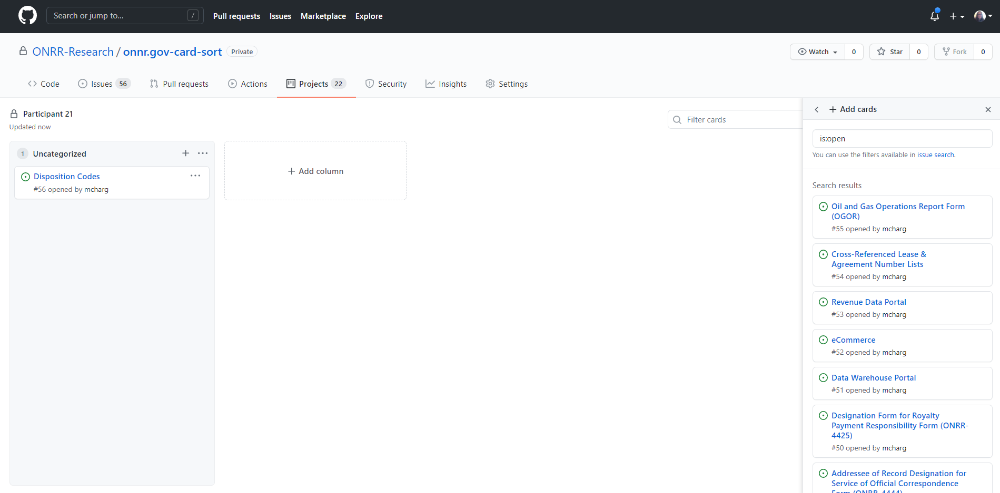 Search or jump to...
/
Pull requests
Issues
Marketplace
Explore
ONRR-Research / onnr.gov-card-sort
Private
Watch 0
Star 0
Fork 0
Code
Issues 56
Pull requests
Actions
Projects 22
Security
Insights
Settings
Participant 21
Updated now
Filter cards
1 Uncategorized
Disposition Codes
#56 opened by mcharg
+ Add column
+ Add cards
is:open
You can use the filters available in issue search.
Search results
Oil and Gas Operations Report Form
(OGOR)
#55 opened by mcharg
Cross-Referenced Lease &
Agreement Number Lists
#54 opened by mcharg
Revenue Data Portal
#53 opened by mcharg
eCommerce
#52 opened by mcharg
Data Warehouse Portal
#51 opened by mcharg
Designation Form for Royalty
Payment Responsibility Form (ONRR-
4425)
#50 opened by mcharg
Addressee of Record Designation for
Service of Official Correspondence
Form (ONRR-4444)